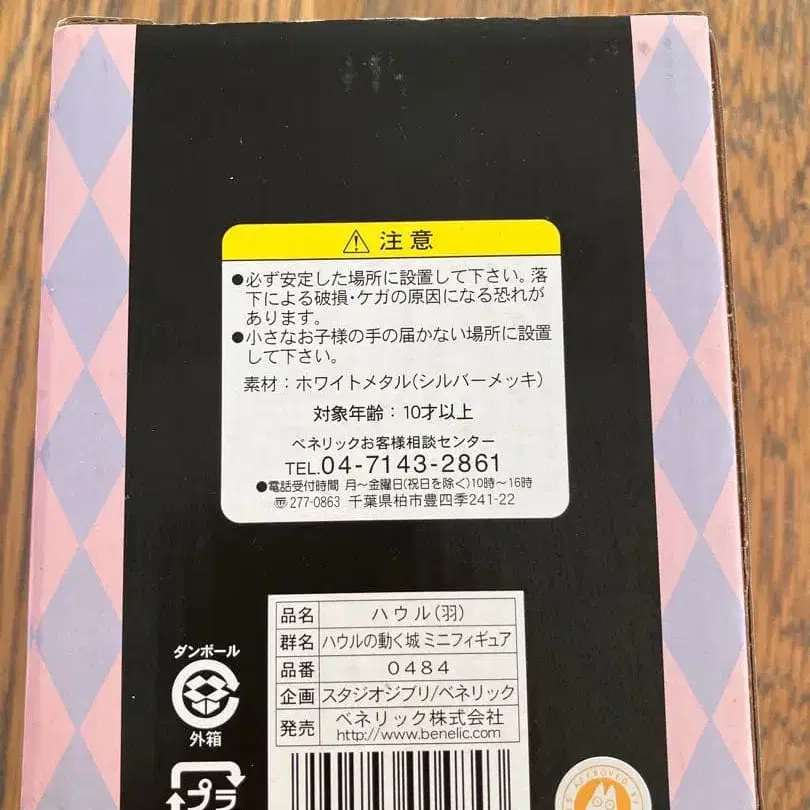 注意
●必ず安定した場所に設置して下さい。落
下による破損・ケガの原因になる恐れが
あります。
●小さなお子様の手の届かない場所に設置
して下さい。
素材：ホワイトメタル(シルバーメッキ)
対象年齢：10才以上
ベネリックお客様相談センター
TEL.04-7143-2861
●電話受付時間 月～金曜日(祝日を除く)10時～16時
〠277-0863 千葉県柏市豊四季241-22
品名 ハウル(羽)
群名 ハウルの動く城 ミニフィギュア
品番 0484
企画 スタジオジブリ/ベネリック
発売 ベネリック株式会社
http://www.benelic.com
ダンボール
外箱
プラ
APPROVED BY